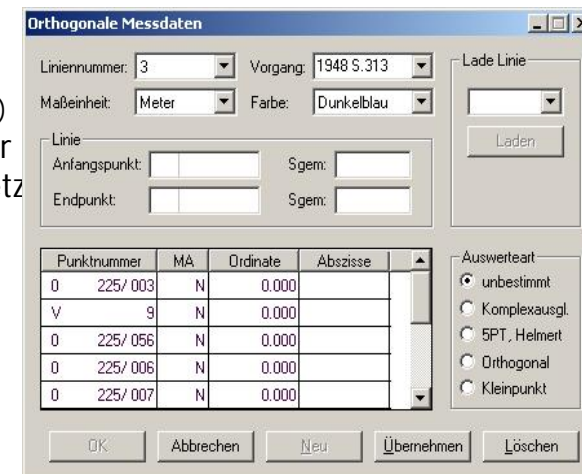 Orthogonale Messdaten
Liniennummer: 3 Vorgang: 1948 S.313
Maßeinheit: Meter Farbe: Dunkelblau
Lade Linie
Laden
Linie
Anfangspunkt: Sgem:
Endpunkt: Sgem:
Punktnummer MA Ordinate Abszisse
0 225/ 003 N 0.000
V 9 N 0.000
0 225/ 056 N 0.000
0 225/ 006 N 0.000
0 225/ 007 N 0.000
Auswerteart
unbestimmt
Komplexausgl.
5PT, Helmert
Orthogonal
Kleinpunkt
OK Abbrechen Neu Übernehmen Löschen
)
r
tz